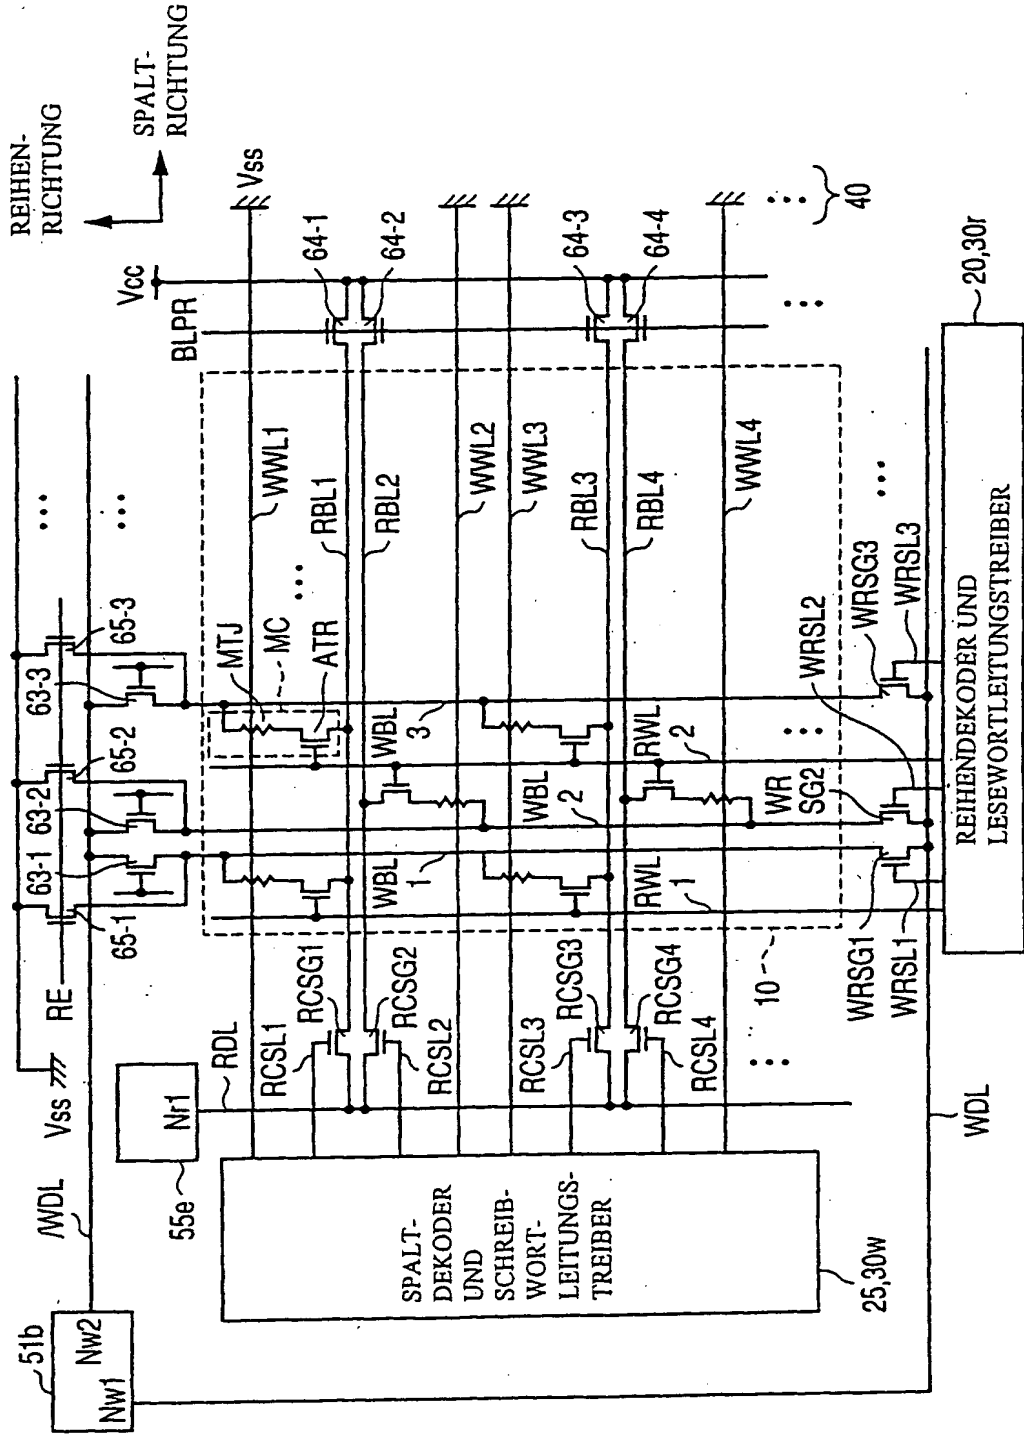 REIHEN-
RICHTUNG
SPALT-
RICHTUNG
Vcc
BLPR
Vss
64-1
64-2
64-3
64-4
40
...
...
...
...
65-3
63-3
65-2
63-2
63-1
65-1
RE
Vss
/WDL
51b
Nw2
Nw1
55e
Nr1
RDL
WWL1
RBL1
RBL2
WWL2
WWL3
RBL3
RBL4
WWL4
MTJ
MC
ATR
...
WBL
3
WBL
2
WBL
1
RWL
2
RWL
1
...
RCSG1
RCSL1
RCSG2
RCSL2
RCSG3
RCSL3
RCSG4
RCSL4
...
10
WRSG3
WRSL3
WRSL2
WR
SG2
WRSG1
WRSL1
...
WDL
SPALT-
DEKODER
UND
SCHREIB-
WORT-
LEITUNGS-
TREIBER
25,30w
REIHENDEKODER UND
LESEWORTLEITUNGSTREIBER
20,30r